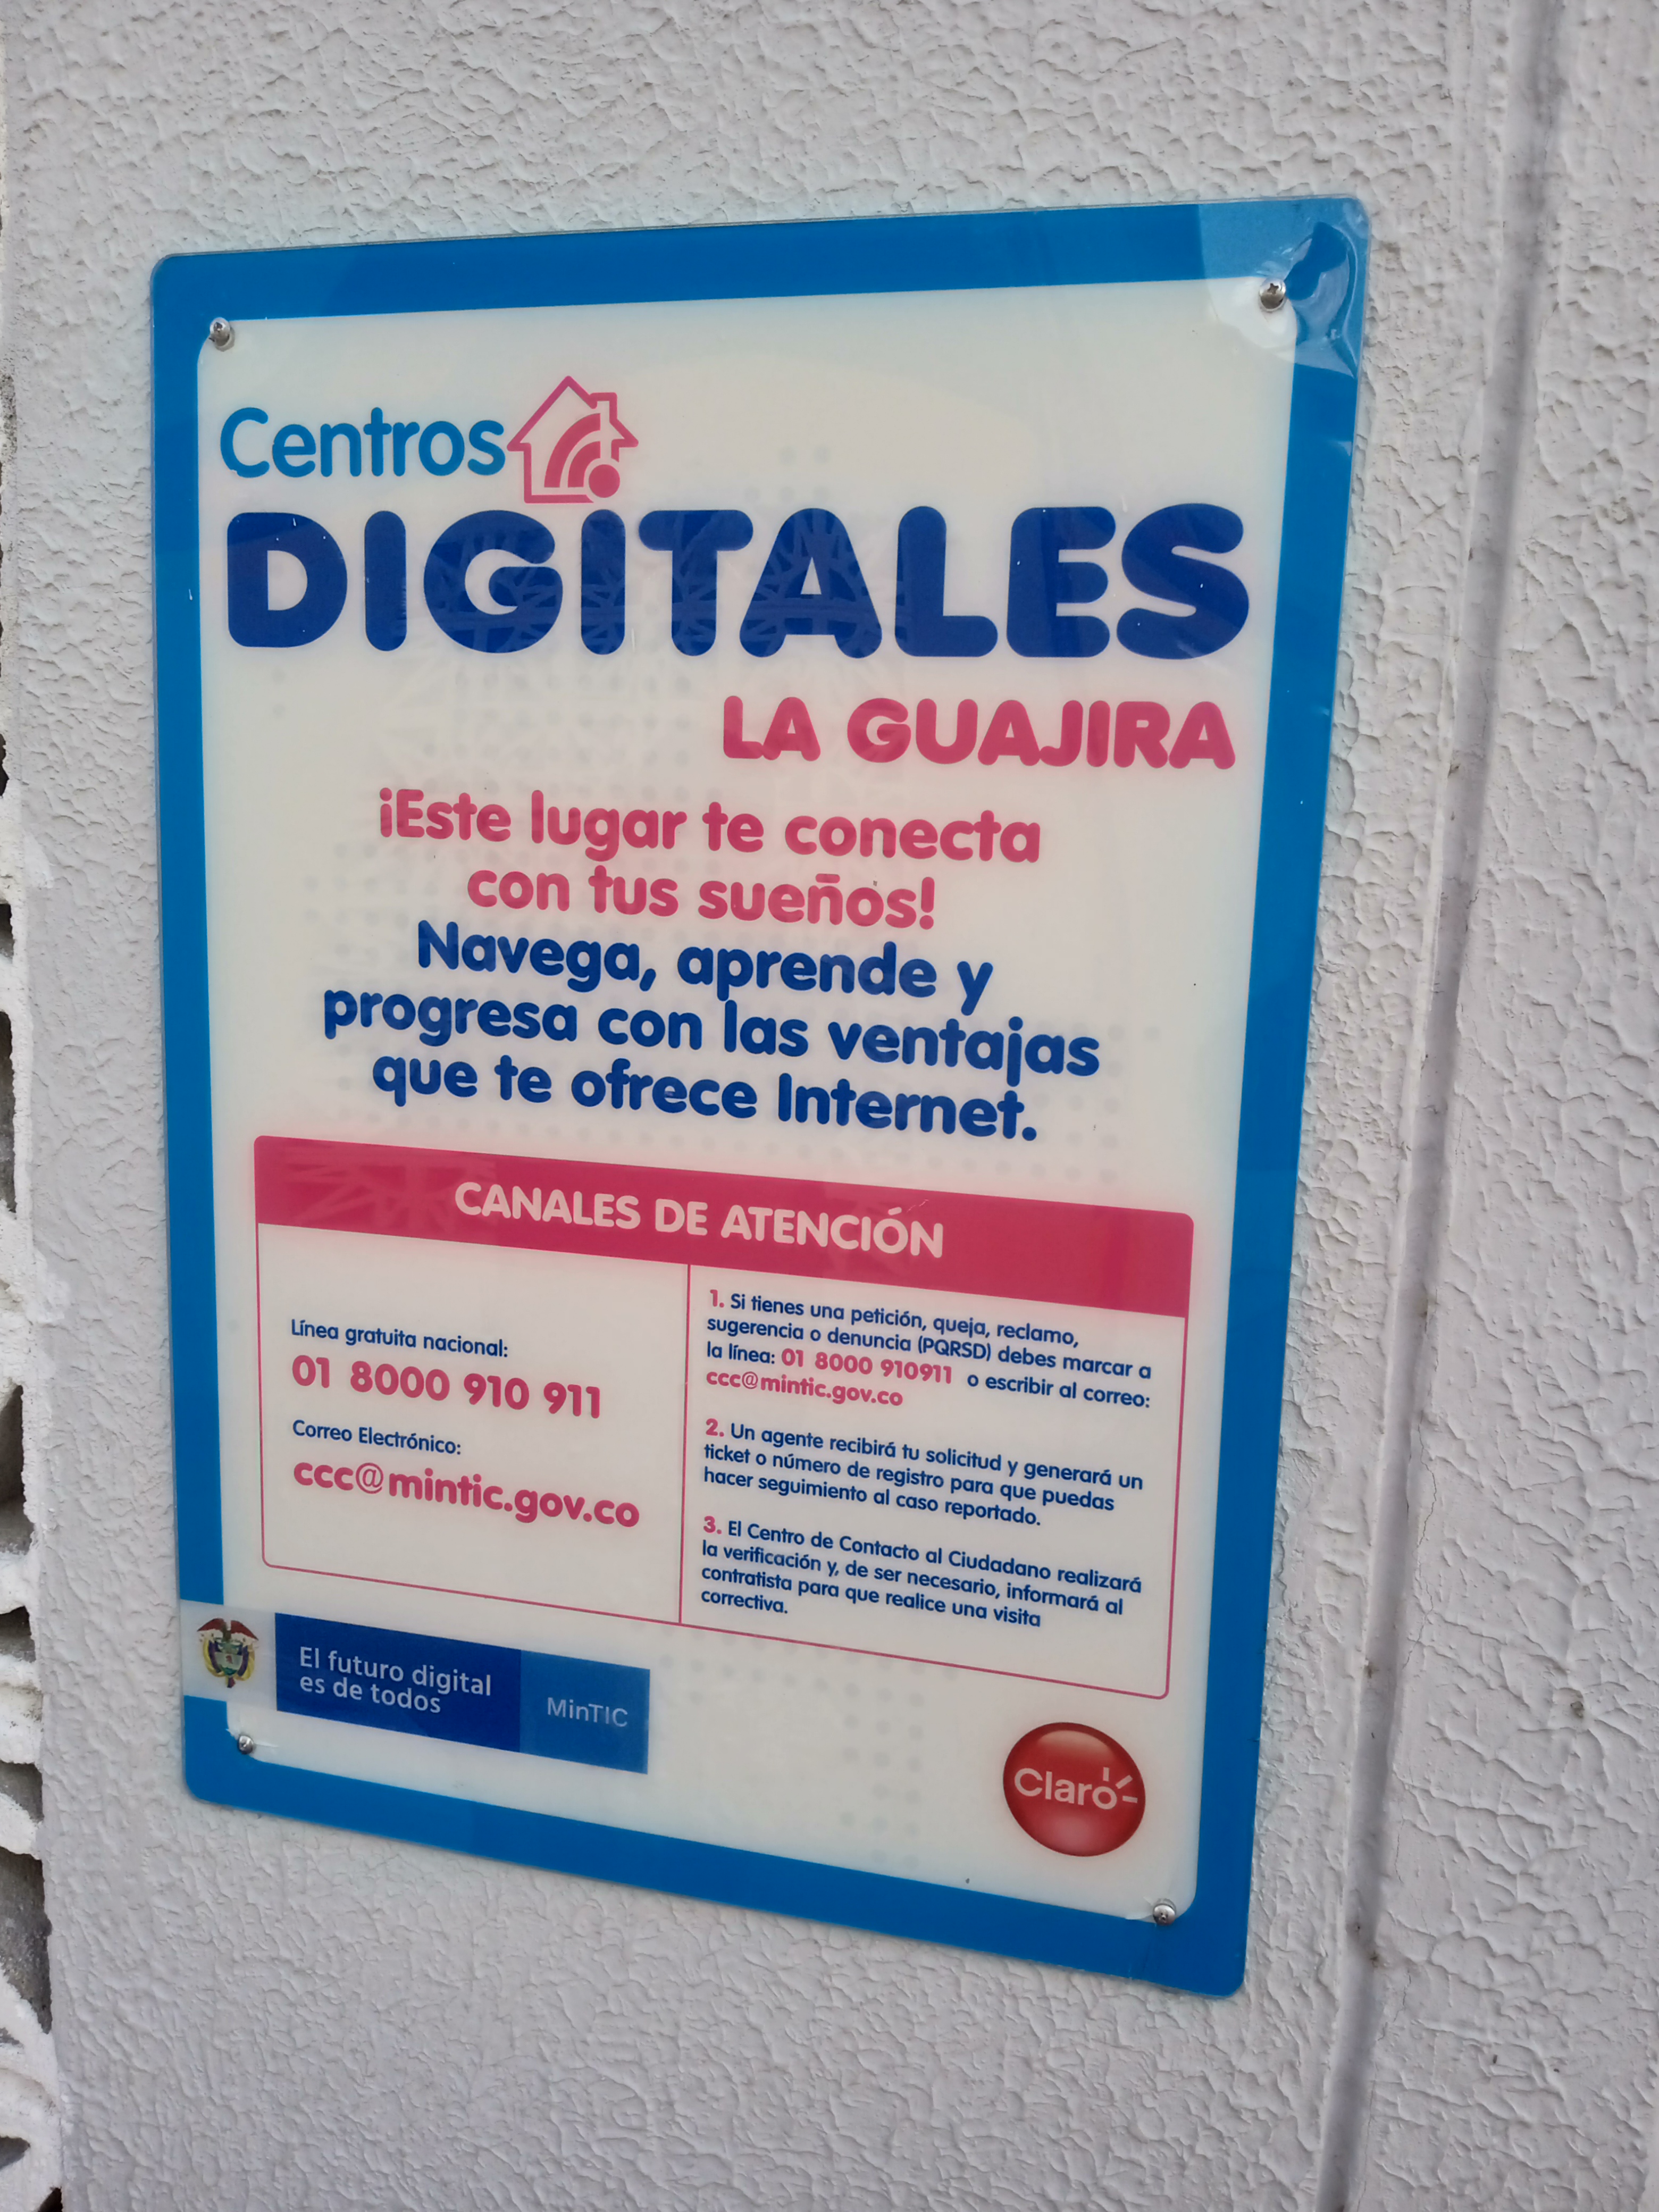 Centros
DIGITALES
LA GUAJIRA
¡Este lugar te conecta
con tus sueños!
Navega, aprende y
progresa con las ventajas
que te ofrece Internet.
CANALES DE ATENCIÓN
Línea gratuita nacional:
01 8000 910 911
Correo Electrónico:
ccc@mintic.gov.co
1. Si tienes una petición, queja, reclamo,
sugerencia o denuncia (PQRSD) debes marcar a
la línea: 01 8000 910911 o escribir al correo:
ccc@mintic.gov.co
2. Un agente recibirá tu solicitud y generará un
ticket o número de registro para que puedas
hacer seguimiento al caso reportado.
3. El Centro de Contacto al Ciudadano realizará
la verificación y, de ser necesario, informará al
contratista para que realice una visita
correctiva.
El futuro digital
es de todos
MinTIC
Claro